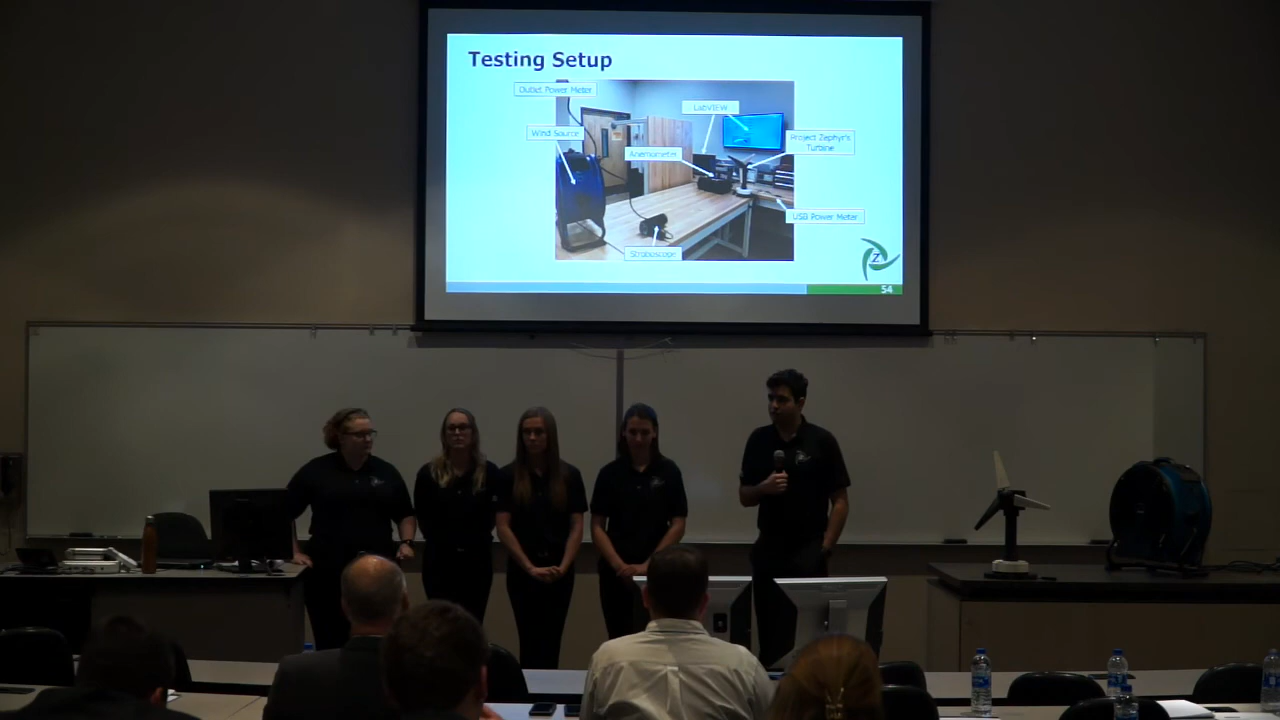 Testing Setup
Outlet Power Meter
LabVIEW
Wind Source
Project Zephyr's
Turbine
Anemometer
USB Power Meter
Stroboscope
Z
54